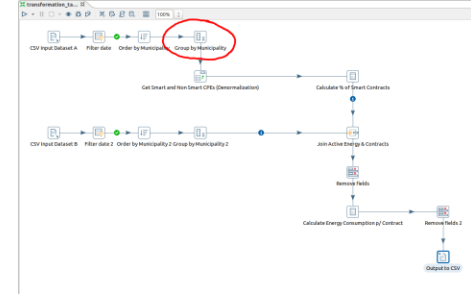 transformation_ta...
100%
CSV Input Dataset A
Filter date
Order by Municipality
Group by Municipality
Get Smart and Non Smart CPEs (Denormalization)
Calculate % of Smart Contracts
CSV Input Dataset B
Filter date 2
Order by Municipality 2
Group by Municipality 2
Join Active Energy & Contracts
Remove fields
Calculate Energy Consumption p/ Contract
Remove fields 2
Output to CSV